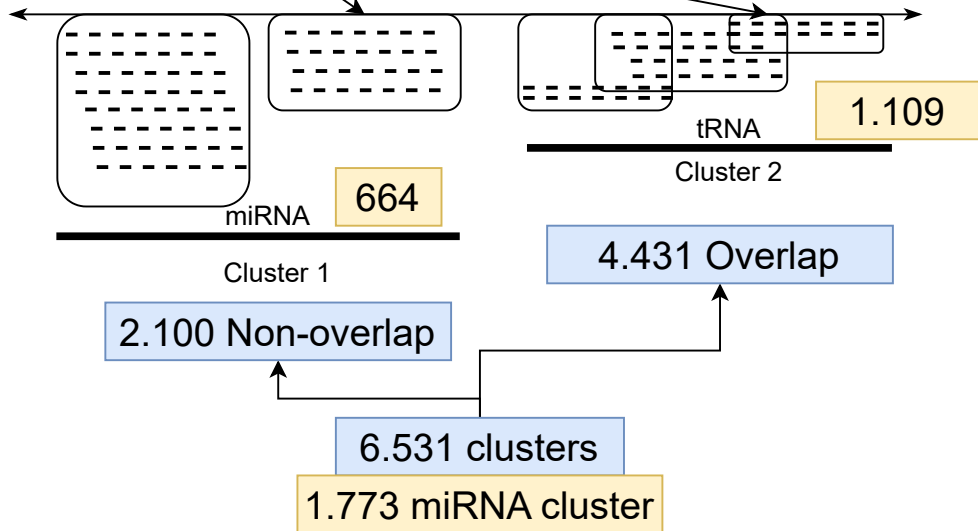 1.109
tRNA
Cluster 2
664
miRNA
Cluster 1
4.431 Overlap
2.100 Non-overlap
6.531 clusters
1.773 miRNA cluster